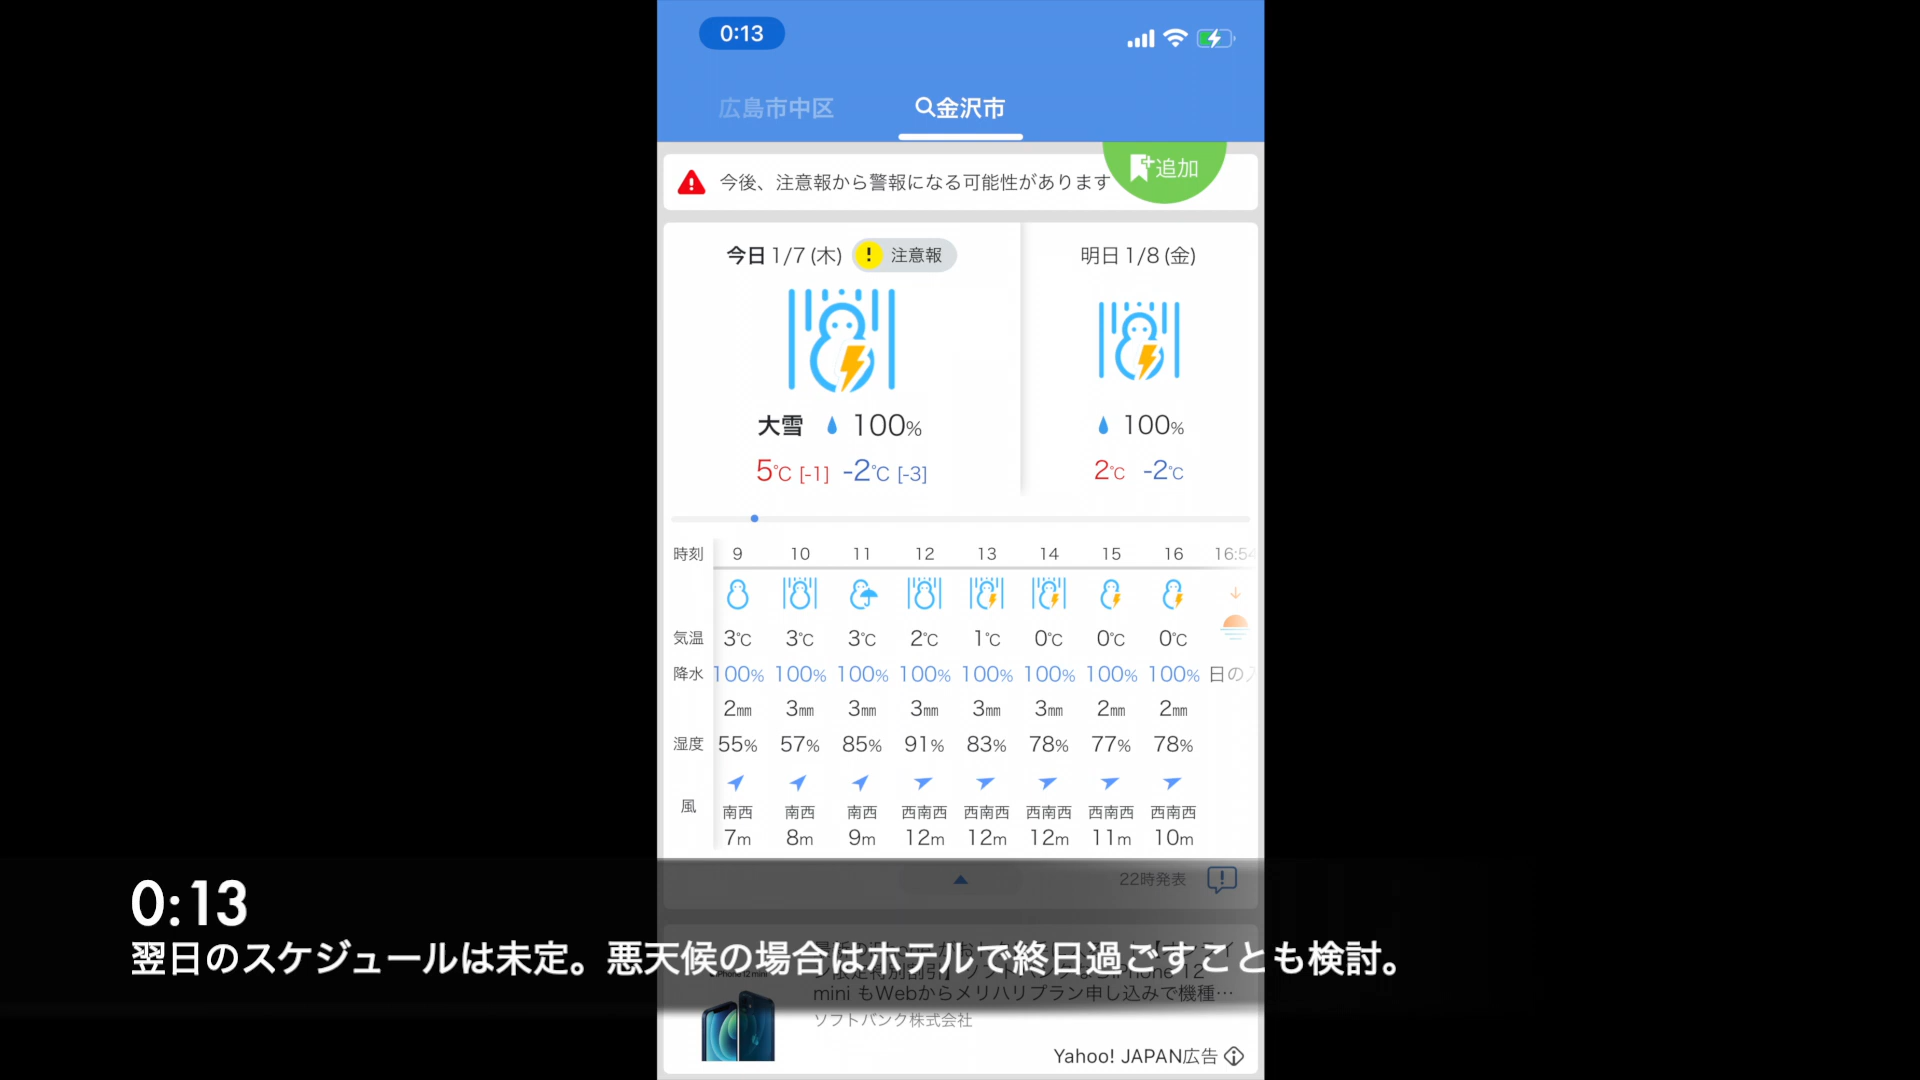 0:13
広島市中区 金沢市
追加
今後、注意報から警報になる可能性があります
今日 1/7 (木) ! 注意報 明日 1/8 (金)
大雪 100% 100%
5℃ [-1] -2℃ [-3] 2℃ -2℃
時刻 9 10 11 12 13 14 15 16 16:54
気温 3℃ 3℃ 3℃ 2℃ 1℃ 0℃ 0℃ 0℃
降水 100% 100% 100% 100% 100% 100% 100% 100% 日の
2mm 3mm 3mm 3mm 3mm 3mm 2mm 2mm
湿度 55% 57% 85% 91% 83% 78% 77% 78%
風 南西 南西 南西 西南西 西南西 西南西 西南西 西南西
7m 8m 9m 12m 12m 12m 11m 10m
22時発表
0:13
翌日のスケジュールは未定。悪天候の場合はホテルで終日過ごすことも検討。
mini もWebからメリハリプラン申し込みで機種…
ソフトバンク株式会社
Yahoo! JAPAN広告